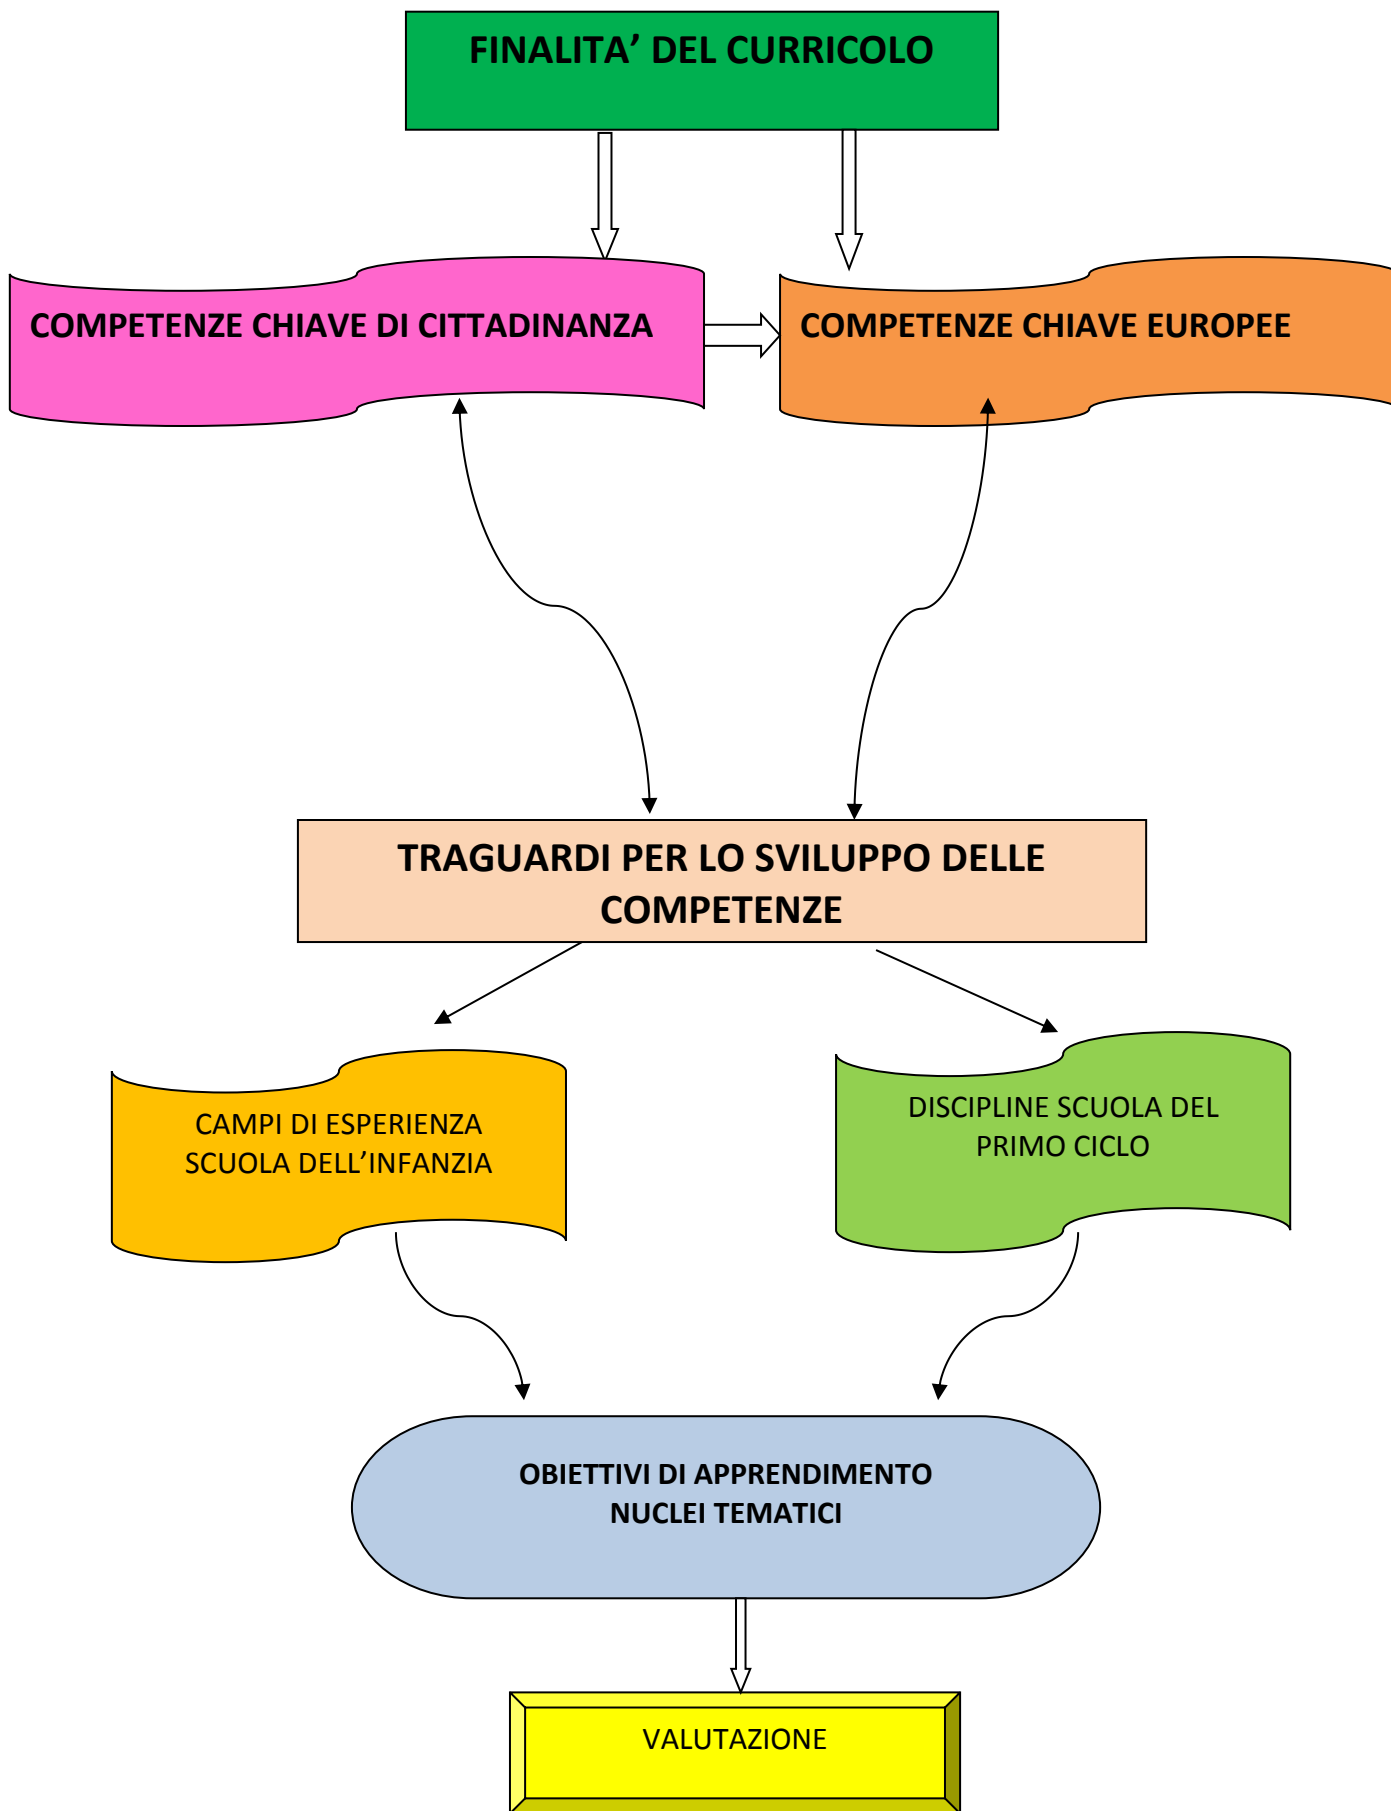 FINALITA’ DEL CURRICOLO
COMPETENZE CHIAVE DI CITTADINANZA
COMPETENZE CHIAVE EUROPEE
TRAGUARDI PER LO SVILUPPO DELLE
COMPETENZE
CAMPI DI ESPERIENZA
SCUOLA DELL’INFANZIA
DISCIPLINE SCUOLA DEL
PRIMO CICLO
OBIETTIVI DI APPRENDIMENTO
NUCLEI TEMATICI
VALUTAZIONE